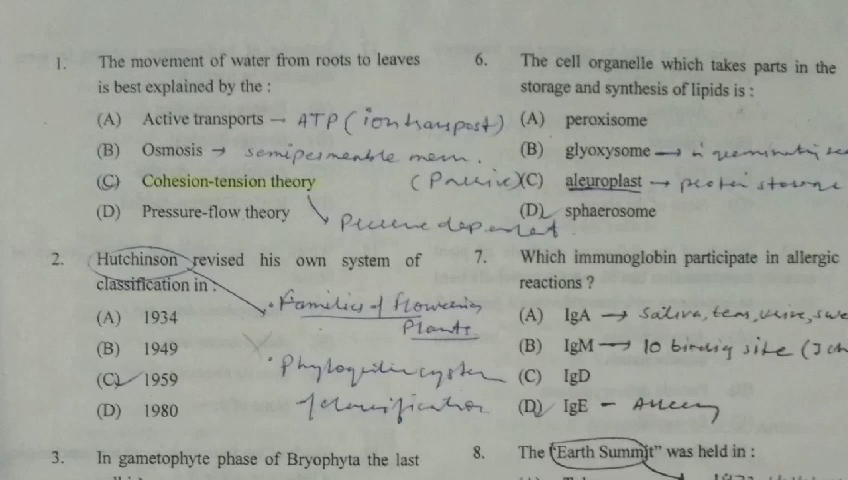 1. The movement of water from roots to leaves
is best explained by the :
(A) Active transports → ATP (ion transport)
(B) Osmosis → semipermeable mem.
(C) Cohesion-tension theory (Passive)
(D) Pressure-flow theory
Pressure dependent
2. Hutchinson revised his own system of
classification in :
• Families of flowering
Plants
(A) 1934
(B) 1949
(C) 1959
• Phylogenetic system
of classification
(D) 1980
3. In gametophyte phase of Bryophyta the last
6. The cell organelle which takes parts in the
storage and synthesis of lipids is :
(A) peroxisome
(B) glyoxysome → in germinating
(C) aleuroplast → protein storage
(D) sphaerosome
7. Which immunoglobin participate in allergic
reactions ?
(A) IgA → Saliva, tears, urine,
(B) IgM → 10 binding site (J
(C) IgD
(D) IgE – Allergy
8. The "Earth Summit" was held in :